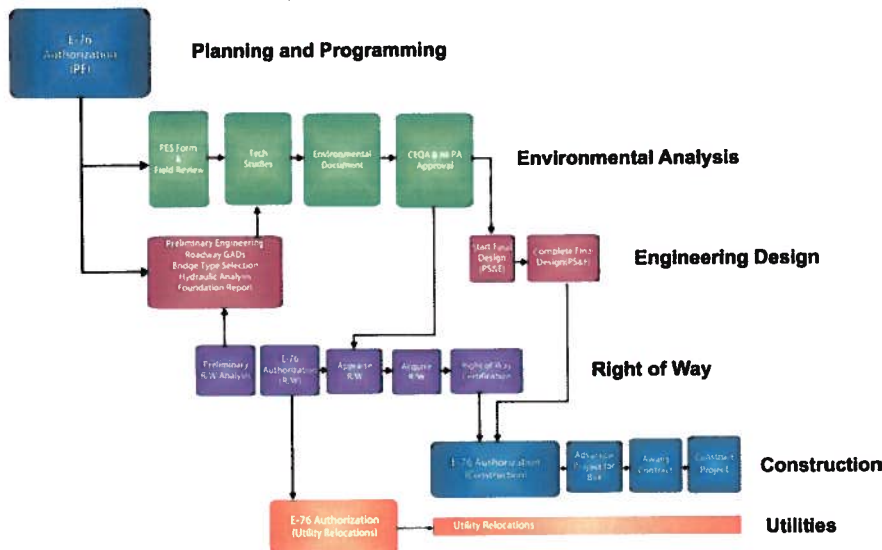 E-76
Authorization
(PE)
Planning and Programming
PES Form
&
Field Review
Tech
Studies
Environmental
Document
CEQA & NEPA
Approval
Environmental Analysis
Preliminary Engineering
Roadway GADs
Bridge Type Selection
Hydraulic Analysis
Foundation Report
Start Final
Design
(PS&E)
Complete Final
Design(PS&E)
Engineering Design
Preliminary
R/W Analysis
E-76
Authorization
(R/W)
Appraise
R/W
Acquire
R/W
Right of Way
Certification
Right of Way
E-76 Authorization
(Construction)
Advertise
Project for
Bids
Award
Contract
Construct
Project
Construction
E-76 Authorization
(Utility Relocations)
Utility Relocations
Utilities